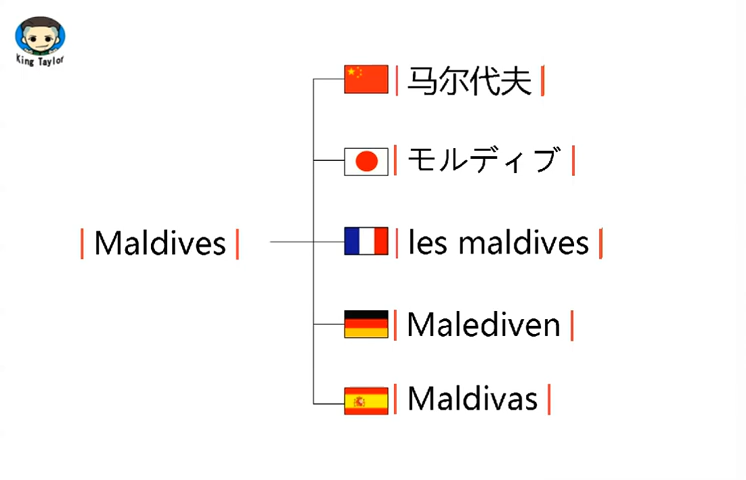 King Taylor
马尔代夫
モルディブ
Maldives
les maldives
Malediven
Maldivas